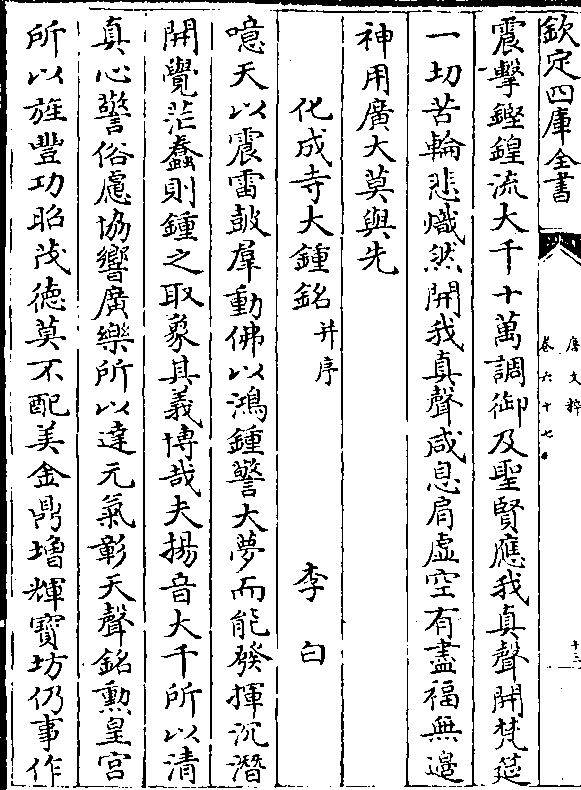 欽定四庫全書
唐文粹
卷六十七
十三
震擊鏗鍠流大千十萬調御及聖賢應我真聲開梵筵
一切苦輪悲熾然開我真聲咸息肩虛空有盡福無邊
神用廣大莫與先
化成寺大鍾銘并序 李白
噫天以震雷鼓羣動佛以鴻鍾警大夢而能發揮沉潛
開覺茫蠢則鍾之取象其義博哉夫揚音大千所以清
真心警俗慮協響廣樂所以達元氣彰天聲銘勲皇宮
所以旌豐功昭茂德莫不配美金鼎增輝寶坊仍事作